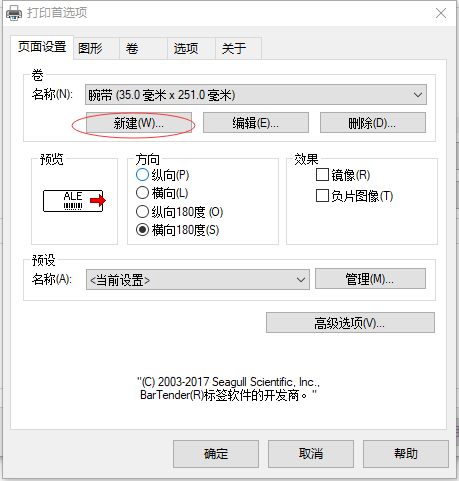 打印首选项
页面设置 图形 卷 选项 关于
卷
名称(N): 腕带 (35.0 毫米 x 251.0 毫米)
新建(W)... 编辑(E)... 删除(D)...
预览 方向 效果
ALE
纵向(P)
横向(L)
纵向180度 (O)
横向180度(S)
镜像(R)
负片图像(T)
预设
名称(A): <当前设置> 管理(M)...
高级选项(V)...
"(C) 2003-2017 Seagull Scientific, Inc.,
BarTender(R)标签软件的开发商。"
确定 取消 帮助